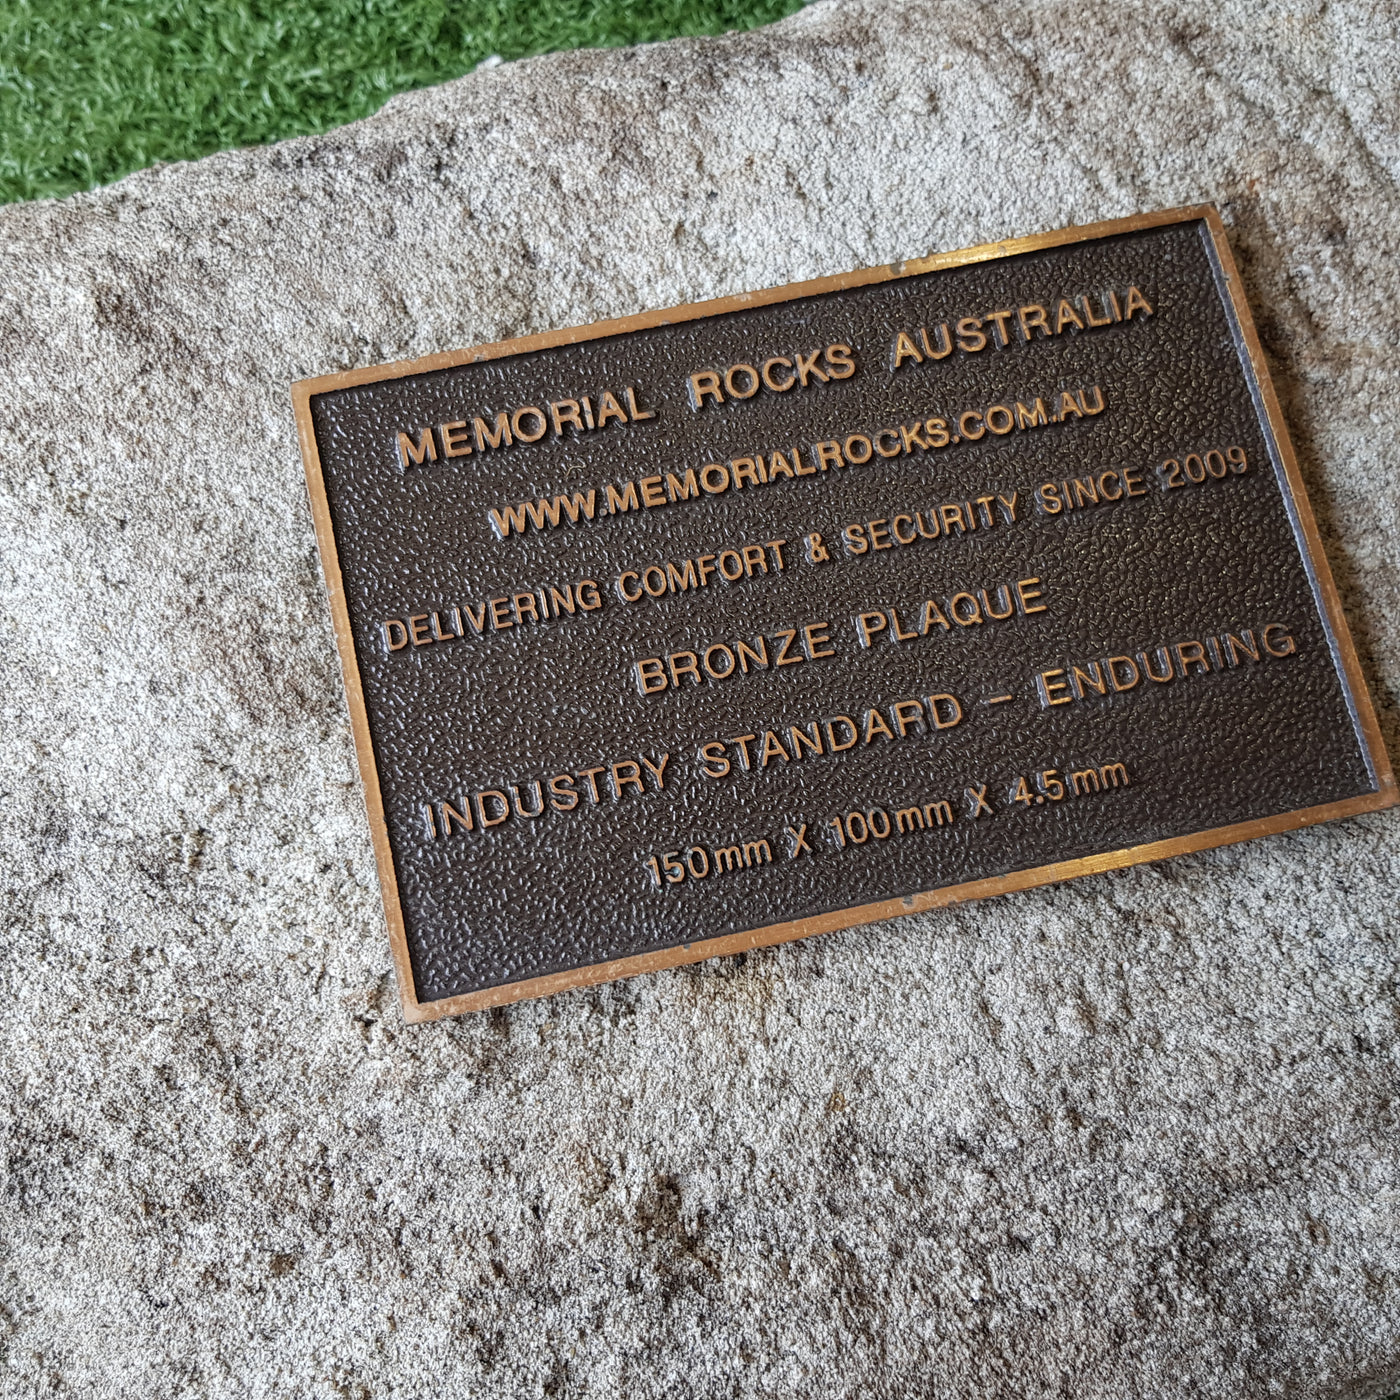 MEMORIAL ROCKS AUSTRALIA
WWW.MEMORIALROCKS.COM.AU
DELIVERING COMFORT & SECURITY SINCE 2009
BRONZE PLAQUE
INDUSTRY STANDARD - ENDURING
150mm X 100mm X 4.5mm